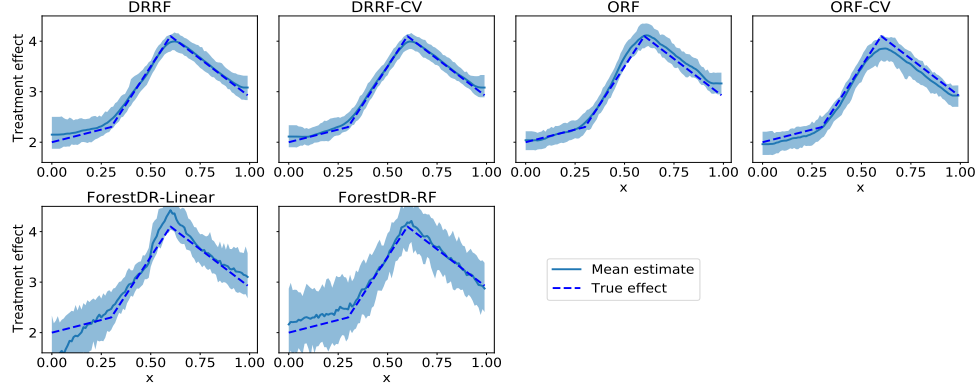 DRRF
DRRF-CV
ORF
ORF-CV
Treatment effect
4
3
2
0.00 0.25 0.50 0.75 1.00
0.00 0.25 0.50 0.75 1.00
0.00 0.25 0.50 0.75 1.00
x
0.00 0.25 0.50 0.75 1.00
x
ForestDR-Linear
ForestDR-RF
Treatment effect
4
3
2
0.00 0.25 0.50 0.75 1.00
x
0.00 0.25 0.50 0.75 1.00
x
Mean estimate
True effect